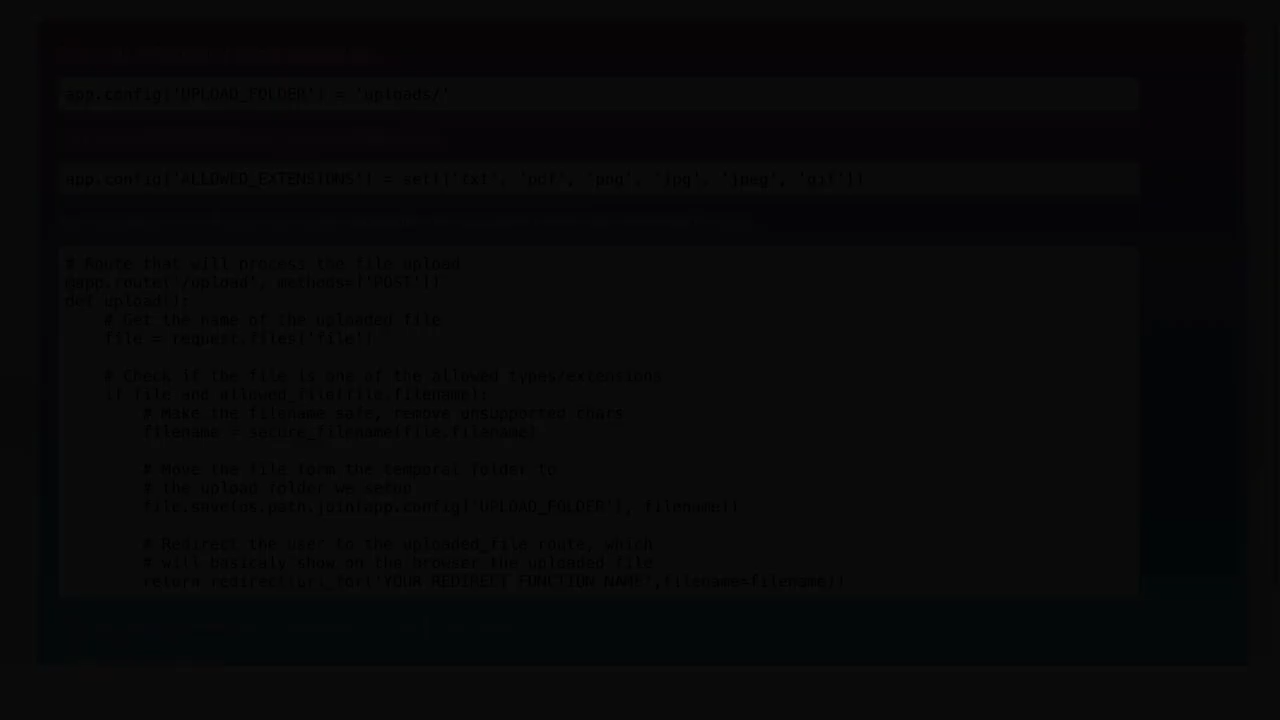 app.config['UPLOAD_FOLDER'] = 'uploads/'
app.config['ALLOWED_EXTENSIONS'] = set(['txt', 'pdf', 'png', 'jpg', 'jpeg', 'gif'])
# Route that will process the file upload
@app.route('/upload', methods=['POST'])
def upload():
    # Get the name of the uploaded file
    file = request.files['file']
    # Check if the file is one of the allowed types/extensions
    if file and allowed_file(file.filename):
        # Make the filename safe, remove unsupported chars
        filename = secure_filename(file.filename)
        # Move the file form the temporal folder to
        # the upload folder we setup
        file.save(os.path.join(app.config['UPLOAD_FOLDER'], filename))
        # Redirect the user to the uploaded_file route, which
        # will basicaly show on the browser the uploaded file
        return redirect(url_for('YOUR REDIRECT FUNCTION NAME',filename=filename))